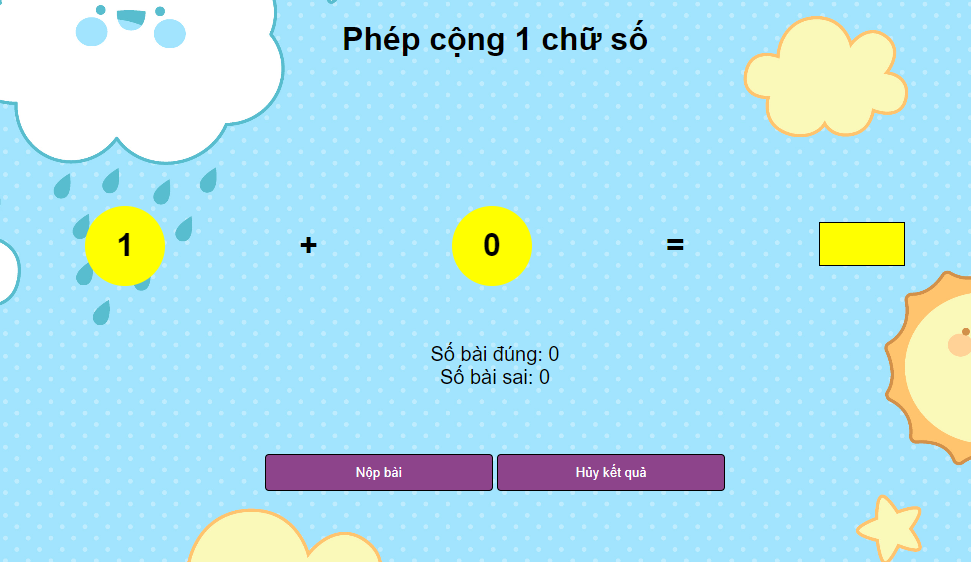 Phép cộng 1 chữ số
1 + 0 =
Số bài đúng: 0
Số bài sai: 0
Nộp bài Hủy kết quả